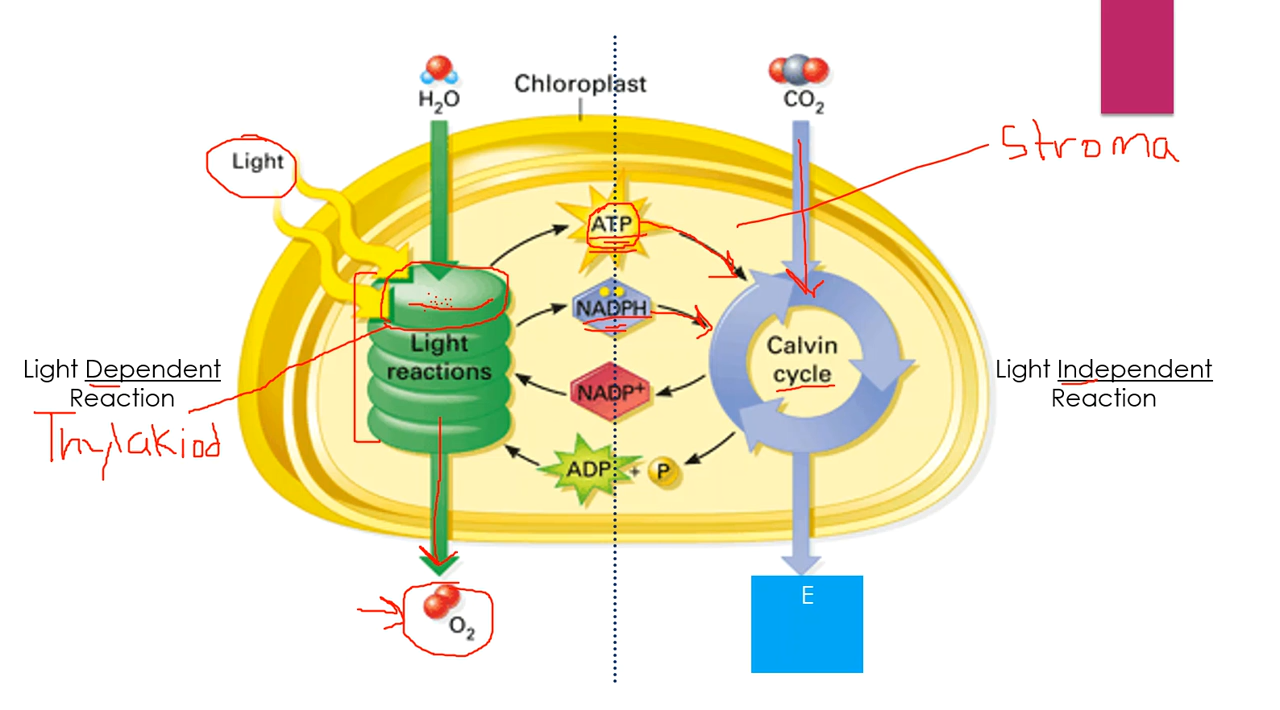 H₂O
Chloroplast
CO₂
Light
Stroma
ATP
NADPH
Light
reactions
Calvin
cycle
Light Dependent
Reaction
Light Independent
Reaction
Thylakiod
NADP⁺
ADP + P
O₂
E